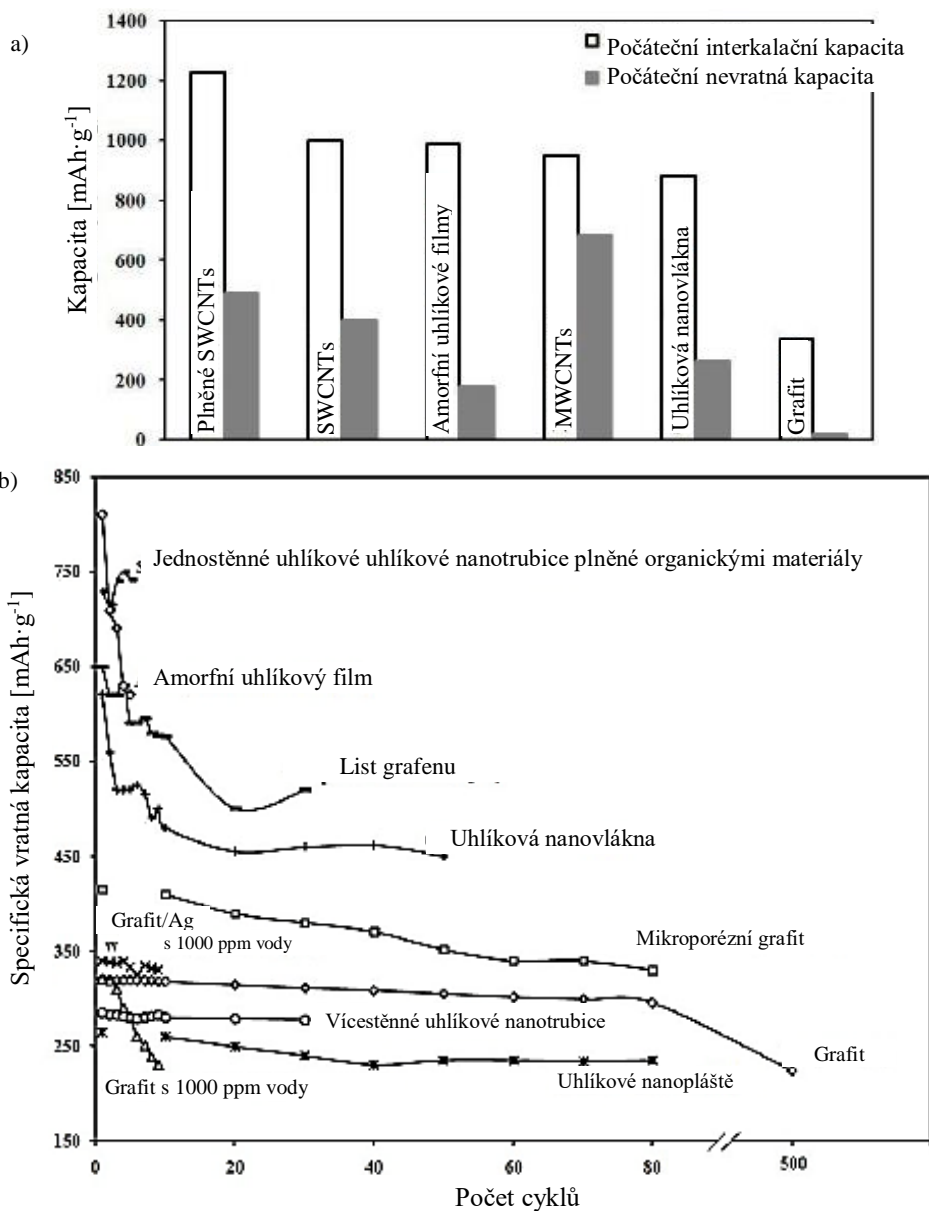 a)
1400
1200
1000
800
600
400
200
0
Kapacita [mAh·g⁻¹]
Počáteční interkalační kapacita
Počáteční nevratná kapacita
Plněné SWCNTs
SWCNTs
Amorfní uhlíkové filmy
MWCNTs
Uhlíková nanovlákna
Grafit
b)
850
750
650
550
450
350
250
150
Specifická vratná kapacita [mAh·g⁻¹]
Jednostěnné uhlíkové uhlíkové nanotrubice plněné organickými materiály
Amorfní uhlíkový film
List grafenu
Uhlíková nanovlákna
Grafit/Ag
s 1000 ppm vody
Mikroporézní grafit
Vícestěnné uhlíkové nanotrubice
Grafit
Grafit s 1000 ppm vody
Uhlíkové nanopláště
0 20 40 60 80 500
Počet cyklů